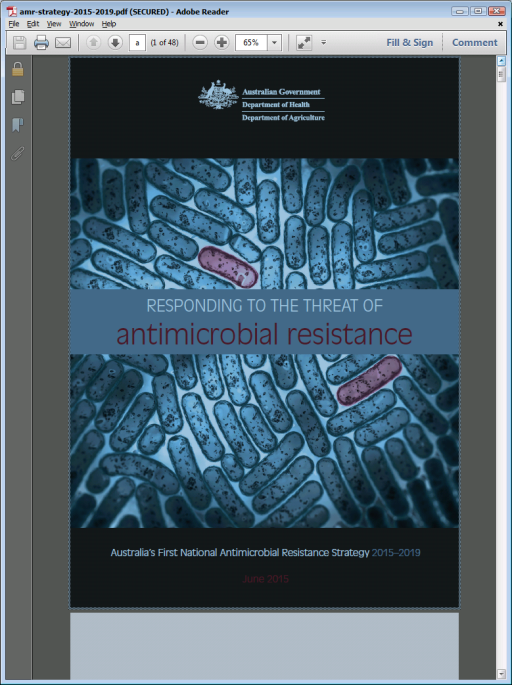 amr-strategy-2015-2019.pdf (SECURED) - Adobe Reader
File Edit View Window Help
a (1 of 48) 65% Fill & Sign Comment
Australian Government
Department of Health
Department of Agriculture
RESPONDING TO THE THREAT OF
antimicrobial resistance
Australia's First National Antimicrobial Resistance Strategy 2015–2019
June 2015